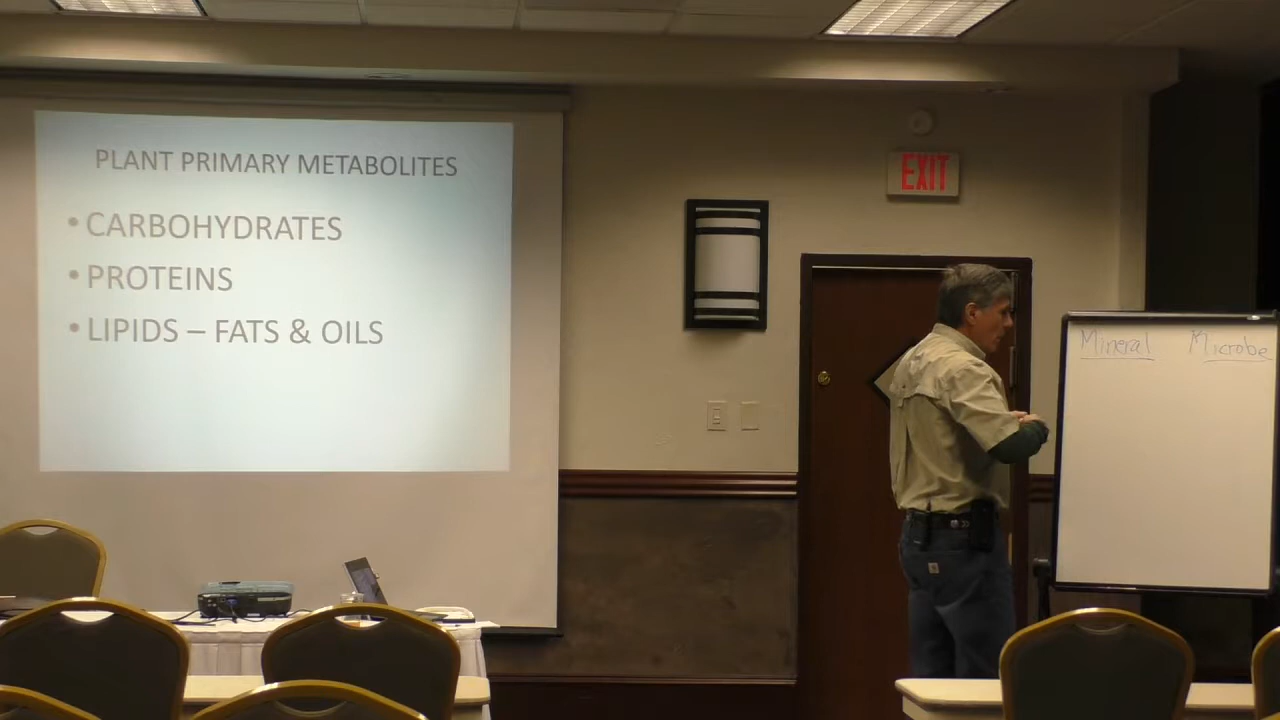 PLANT PRIMARY METABOLITES
• CARBOHYDRATES
• PROTEINS
• LIPIDS – FATS & OILS
EXIT
Mineral Microbe